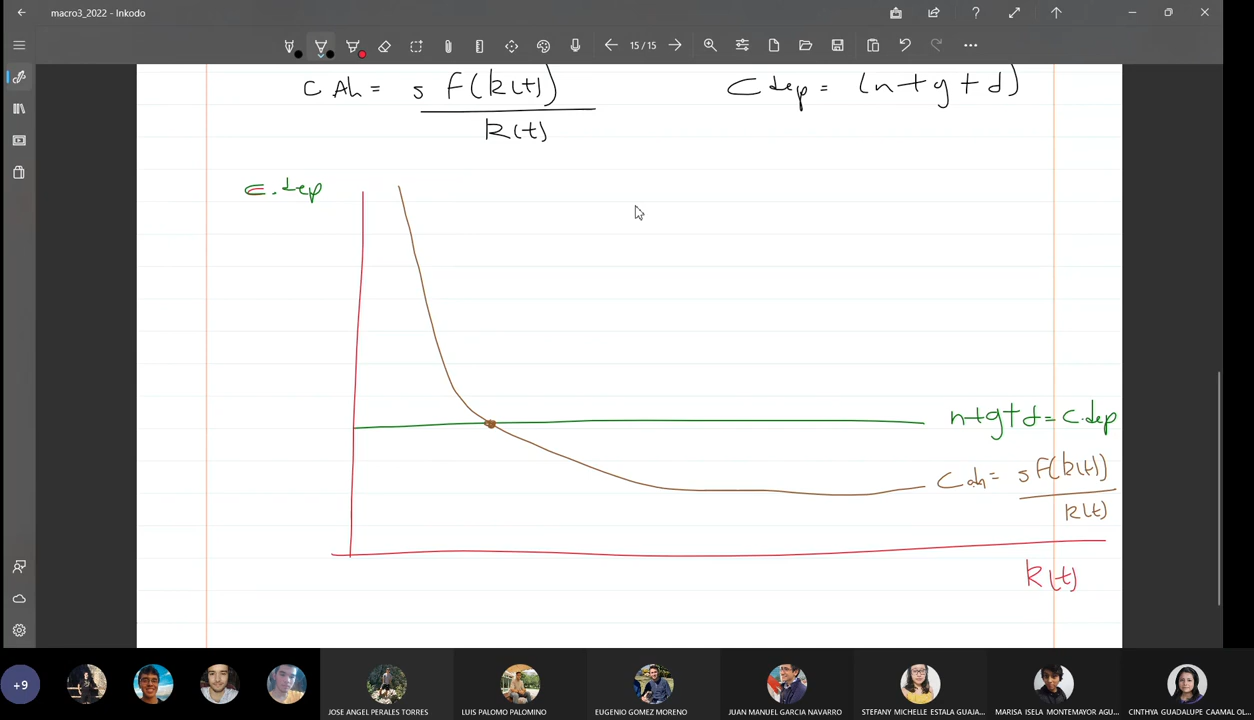 macro3_2022 - Inkodo
15 / 15
C Ah = s f(k(t)) / k(t)
C dep = (n+g+d)
C.dep
n+g+d = C.dep
C ah = s f(k(t)) / k(t)
k(t)
+9
JOSE ANGEL PERALES TORRES
LUIS PALOMO PALOMINO
EUGENIO GOMEZ MORENO
JUAN MANUEL GARCIA NAVARRO
STEFANY MICHELLE ESTALA GUAJA...
MARISA ISELA MONTEMAYOR AGU...
CINTHYA GUADALUPE CAAMAL OL...